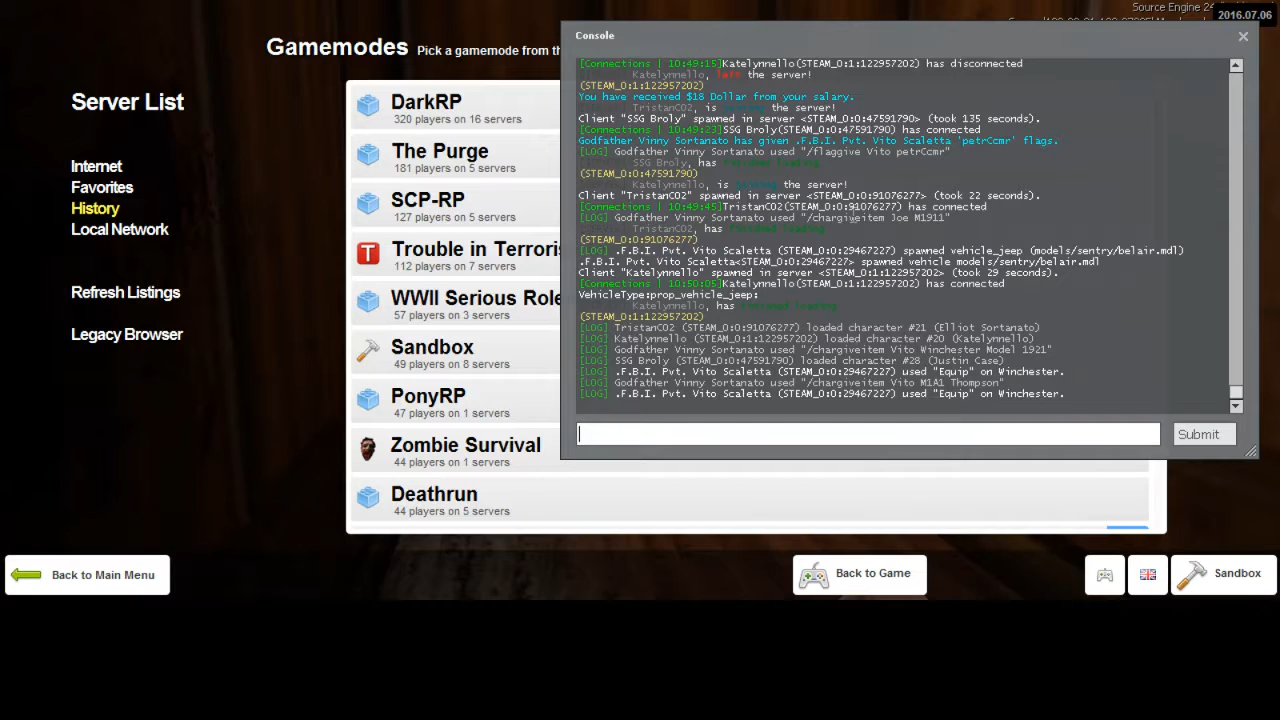 Source Engine 24
2016.07.06
Gamemodes Pick a gamemode from th
Server List
Internet
Favorites
History
Local Network
Refresh Listings
Legacy Browser
DarkRP
320 players on 16 servers
The Purge
181 players on 5 servers
SCP-RP
127 players on 5 servers
Trouble in Terroris
112 players on 7 servers
WWII Serious Role
57 players on 3 servers
Sandbox
49 players on 8 servers
PonyRP
47 players on 1 servers
Zombie Survival
44 players on 1 servers
Deathrun
44 players on 5 servers
Console
[Connections | 10:49:15]Katelynnello(STEAM_0:1:122957202) has disconnected
Katelynnello, left the server!
(STEAM_0:1:122957202)
You have received $18 Dollar from your salary.
TristanCO2, is the server!
Client "SSG Broly" spawned in server <STEAM_0:0:47591790> (took 135 seconds).
[Connections | 10:49:23]SSG Broly(STEAM_0:0:47591790) has connected
Godfather Vinny Sortanato has given .F.B.I. Pvt. Vito Scaletta 'petrCcmr' flags.
[LOG] Godfather Vinny Sortanato used "/flaggive Vito petrCcmr"
SSG Broly, has finished loading
(STEAM_0:0:47591790)
Katelynnello, is the server!
Client "TristanCO2" spawned in server <STEAM_0:0:91076277> (took 22 seconds).
[Connections | 10:49:45]TristanCO2(STEAM_0:0:91076277) has connected
[LOG] Godfather Vinny Sortanato used "/chargiveitem Joe M1911"
TristanCO2, has finished loading
(STEAM_0:0:91076277)
[LOG] .F.B.I. Pvt. Vito Scaletta (STEAM_0:0:29467227) spawned vehicle_jeep (models/sentry/belair.mdl)
.F.B.I. Pvt. Vito Scaletta<STEAM_0:0:29467227> spawned vehicle models/sentry/belair.mdl
Client "Katelynnello" spawned in server <STEAM_0:1:122957202> (took 29 seconds).
[Connections | 10:50:05]Katelynnello(STEAM_0:1:122957202) has connected
VehicleType:prop_vehicle_jeep:
Katelynnello, has finished loading
(STEAM_0:1:122957202)
[LOG] TristanCO2 (STEAM_0:0:91076277) loaded character #21 (Elliot Sortanato)
[LOG] Katelynnello (STEAM_0:1:122957202) loaded character #20 (Katelynnello)
[LOG] Godfather Vinny Sortanato used "/chargiveitem Vito Winchester Model 1921"
[LOG] SSG Broly (STEAM_0:0:47591790) loaded character #28 (Justin Case)
[LOG] .F.B.I. Pvt. Vito Scaletta (STEAM_0:0:29467227) used "Equip" on Winchester.
[LOG] Godfather Vinny Sortanato used "/chargiveitem Vito M1A1 Thompson"
[LOG] .F.B.I. Pvt. Vito Scaletta (STEAM_0:0:29467227) used "Equip" on Winchester.
Submit
Back to Main Menu
Back to Game
Sandbox